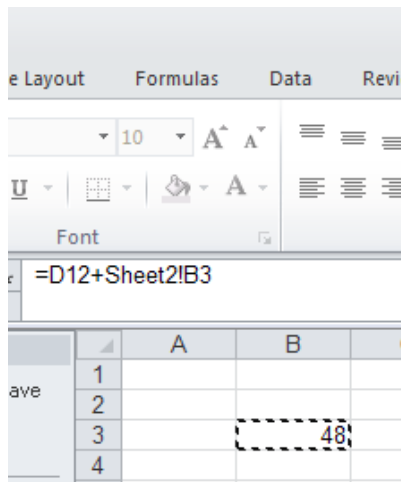 e Layout Formulas Data Revi
10 A A
U A
Font
=D12+Sheet2!B3
A B
ave
1
2
3 48
4